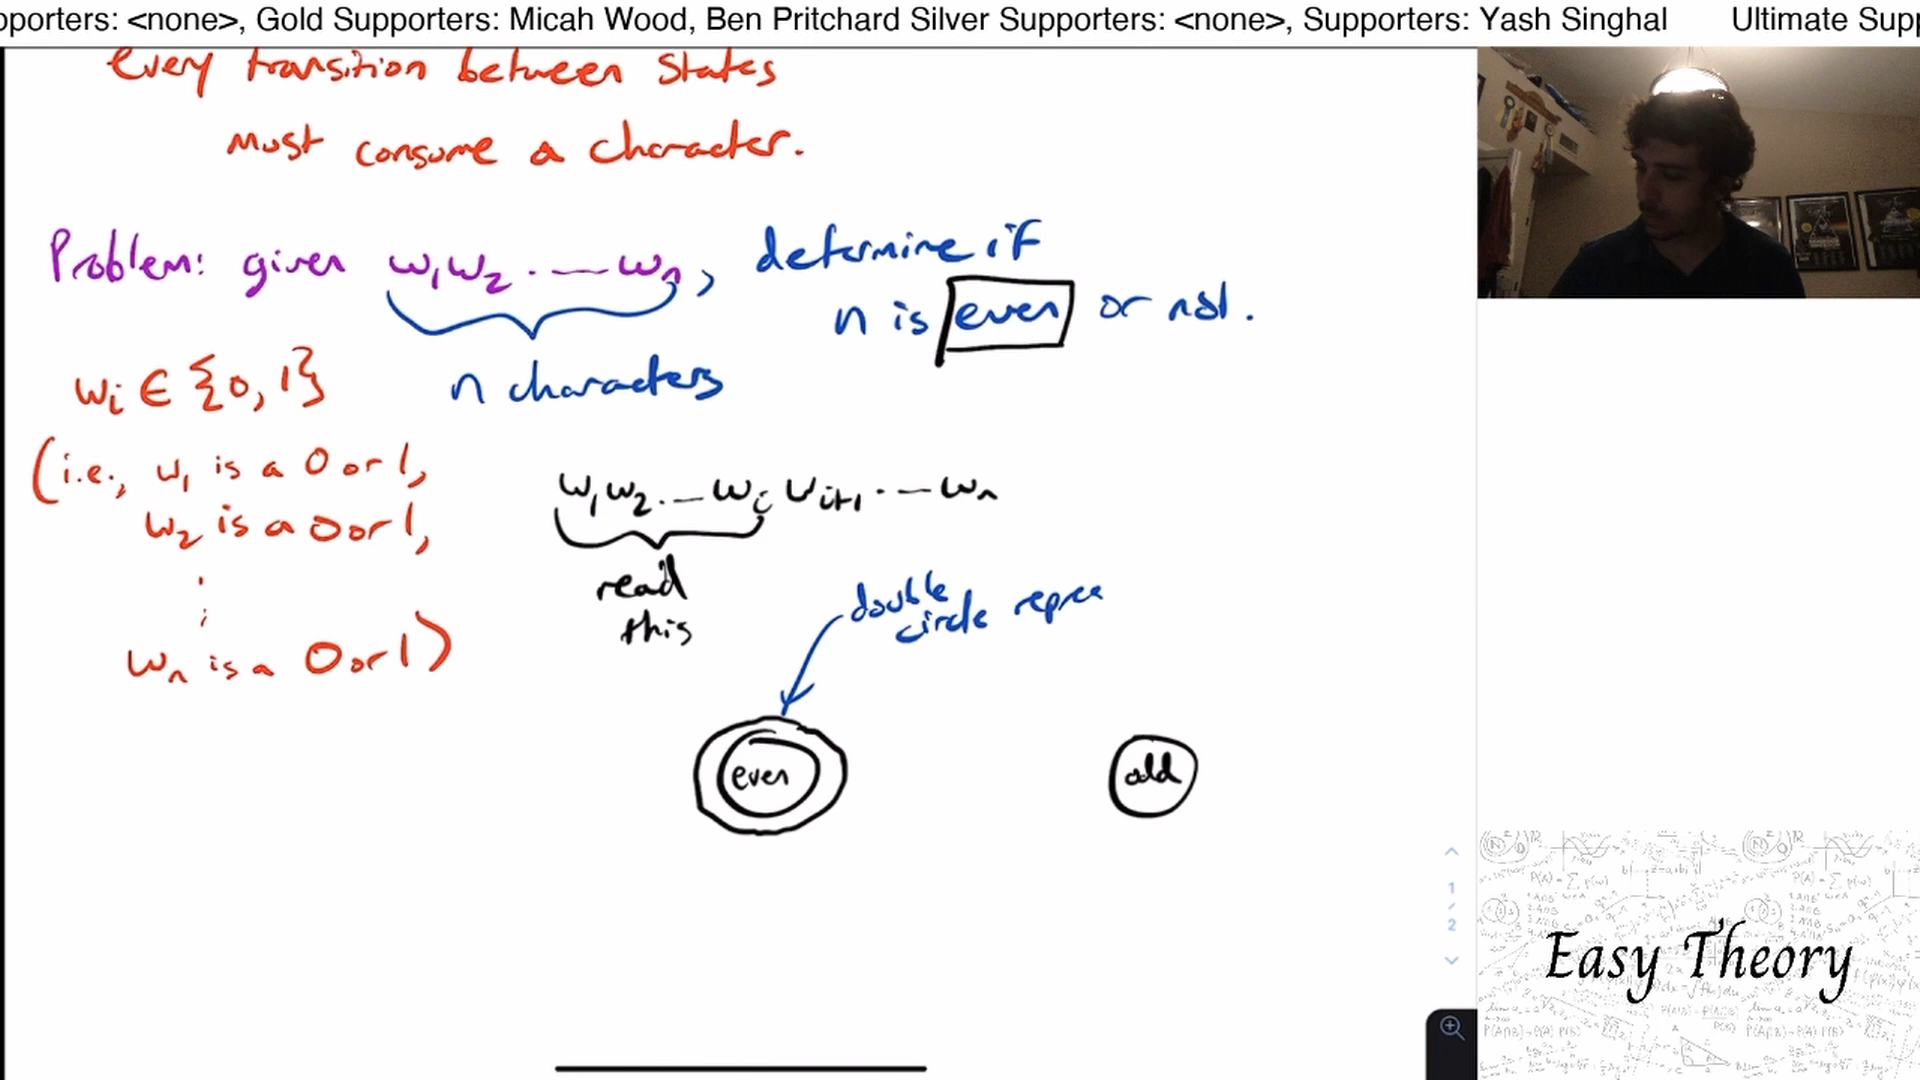 pporters: <none>, Gold Supporters: Micah Wood, Ben Pritchard Silver Supporters: <none>, Supporters: Yash Singhal Ultimate Supp
every transition between states
must consume a character.
Problem: given w₁w₂...wₙ, determine if
n is even or not.
n characters
wᵢ ∈ {0, 1}
(i.e., w₁ is a 0 or 1,
w₂ is a 0 or 1,
⋮
wₙ is a 0 or 1)
w₁w₂...wᵢ wᵢ₊₁...wₙ
read
this
double
circle repre
even
odd
1
2
Easy Theory